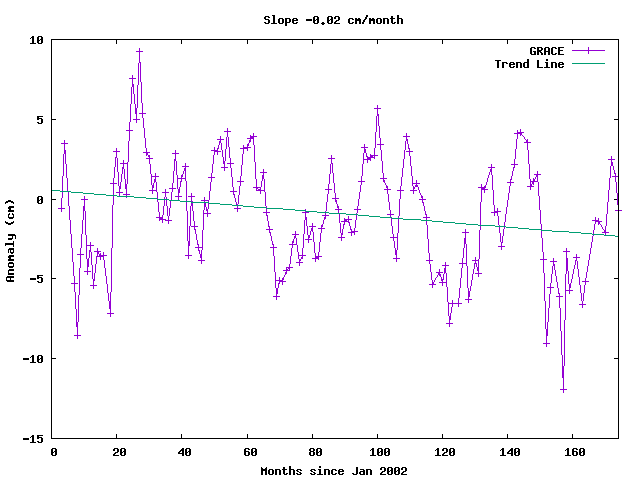 Slope -0.02 cm/month
GRACE
Trend Line
10
5
0
-5
-10
-15
Anomaly (cm)
0 20 40 60 80 100 120 140 160
Months since Jan 2002